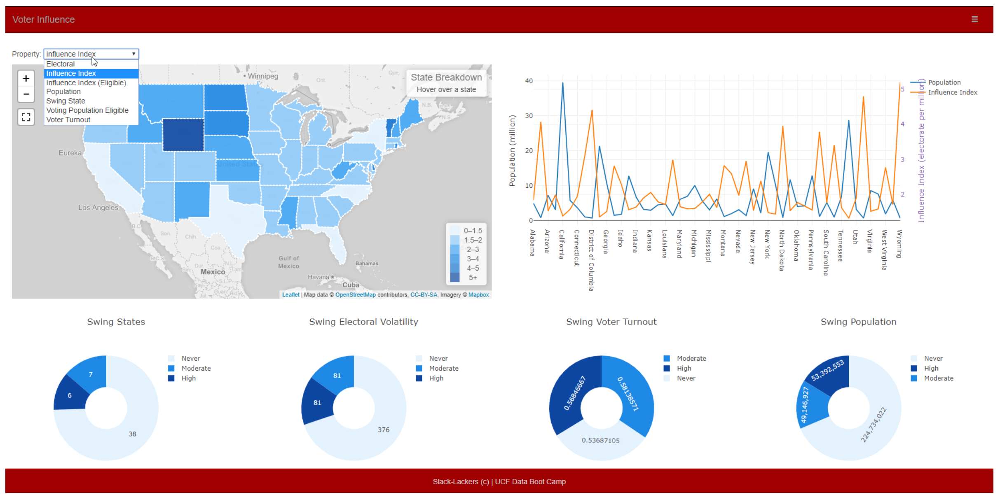 Voter Influence
Property: Influence Index
Electoral
Influence Index
Influence Index (Eligible)
Population
Swing State
Voting Population Eligible
Voter Turnout
+
−
Winnipeg
Ont.
Que.
N.B.
P.E.I.
N.S.
State Breakdown
Hover over a state
Eureka
United States
Los Angeles
B.C.
Son.
Chih.
Coa.
B.C.S.
Dur.
N.L.
Sin.
Tam.
Mexico
Nay.
S.L.P.
Jal.
Guan.
Hid.
Gulf of
Mexico
Bahamas
Havana
Cuba
0–1.5
1.5–2
2–3
3–4
4–5
5+
Leaflet | Map data © OpenStreetMap contributors, CC-BY-SA, Imagery © Mapbox
Population (million)
40
30
20
10
0
5
4
3
2
Influence Index (electorate per million)
Population
Influence Index
Alabama
Arizona
California
Connecticut
District of Columbia
Georgia
Idaho
Indiana
Kansas
Louisiana
Maryland
Michigan
Mississippi
Montana
Nevada
New Jersey
New York
North Dakota
Oklahoma
Pennsylvania
South Carolina
Tennessee
Utah
Virginia
West Virginia
Wyoming
Swing States
7
6
38
Never
Moderate
High
Swing Electoral Volatility
81
81
376
Never
Moderate
High
Swing Voter Turnout
0.56846667
0.58138571
0.53687105
Moderate
High
Never
Swing Population
53,392,553
49,146,927
224,734,022
Never
High
Moderate
Slack-Lackers (c) | UCF Data Boot Camp